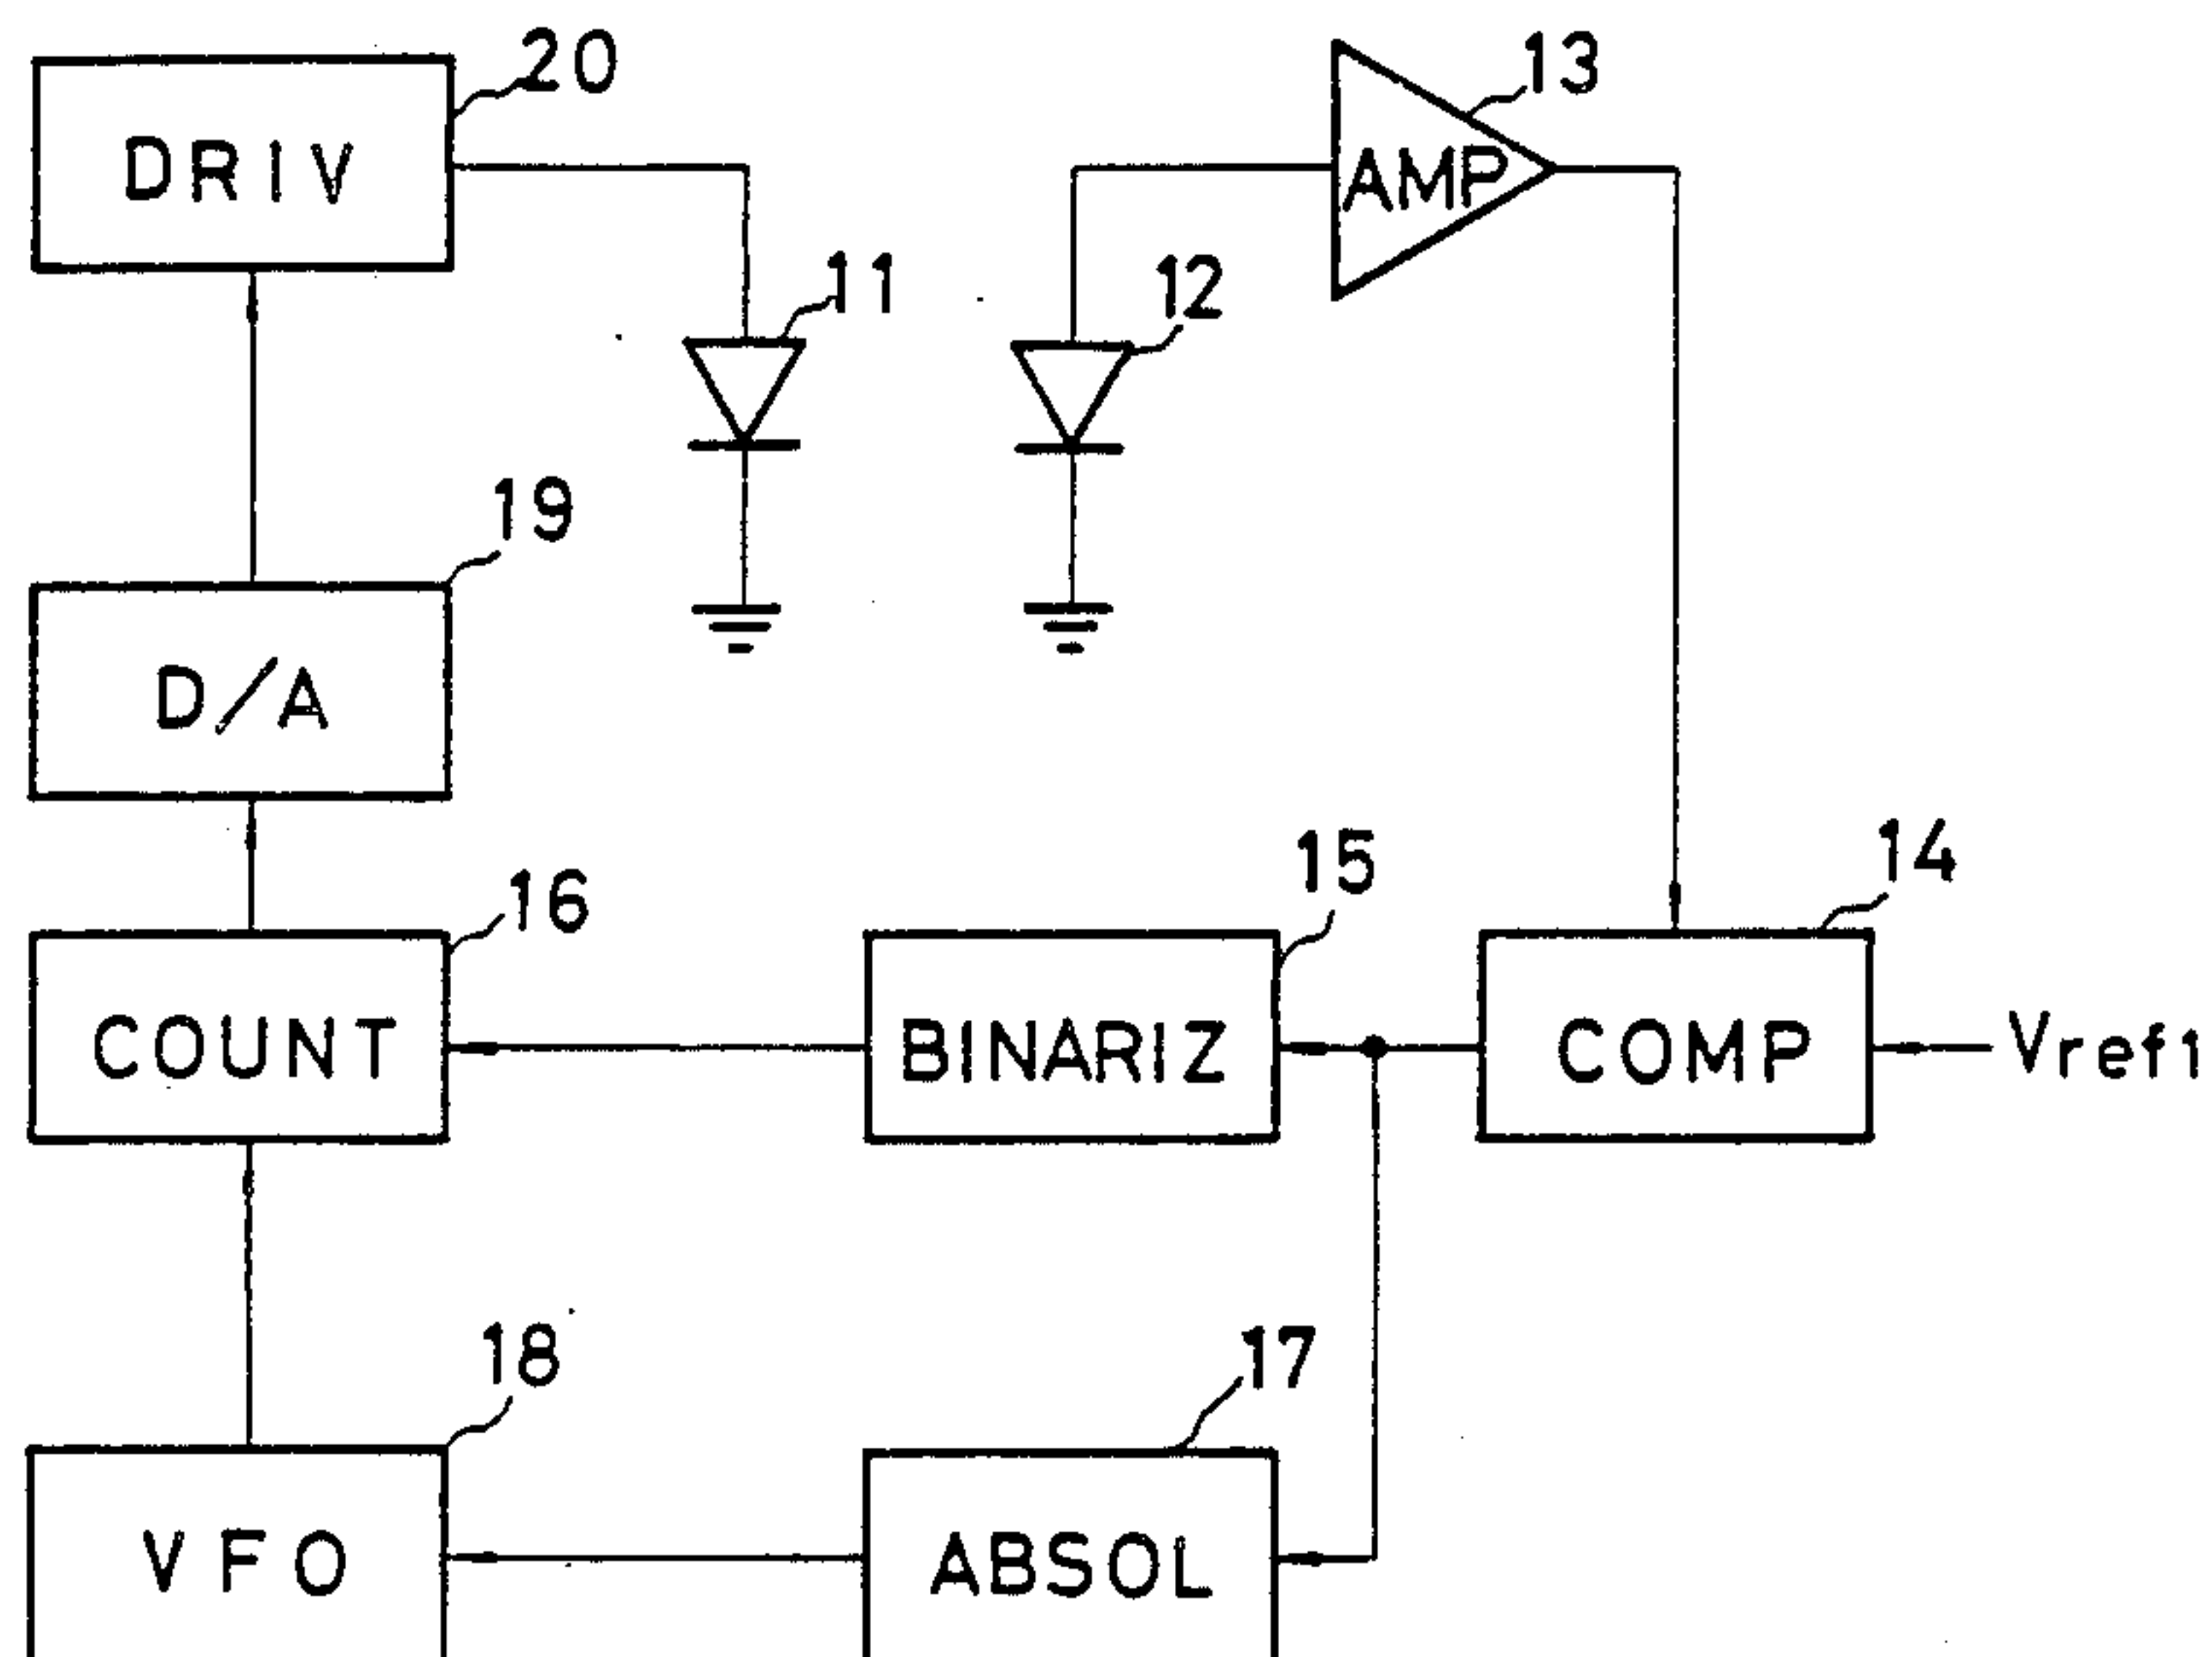 20
DRIV
13
AMP
11
12
19
D/A
16
COUNT
15
BINARIZ
14
COMP
Vref1
18
VFO
17
ABSOL